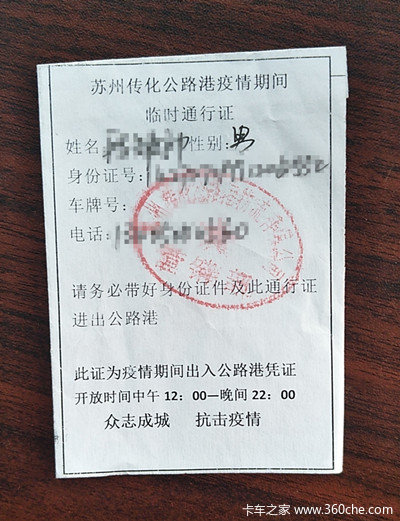 苏州传化公路港疫情期间
临时通行证
姓名: 性别: 男
身份证号:
车牌号:
电话:
请务必带好身份证件及此通行证
进出公路港
此证为疫情期间出入公路港凭证
开放时间中午 12：00—晚间 22：00
众志成城 抗击疫情
卡车之家 www.360che.com